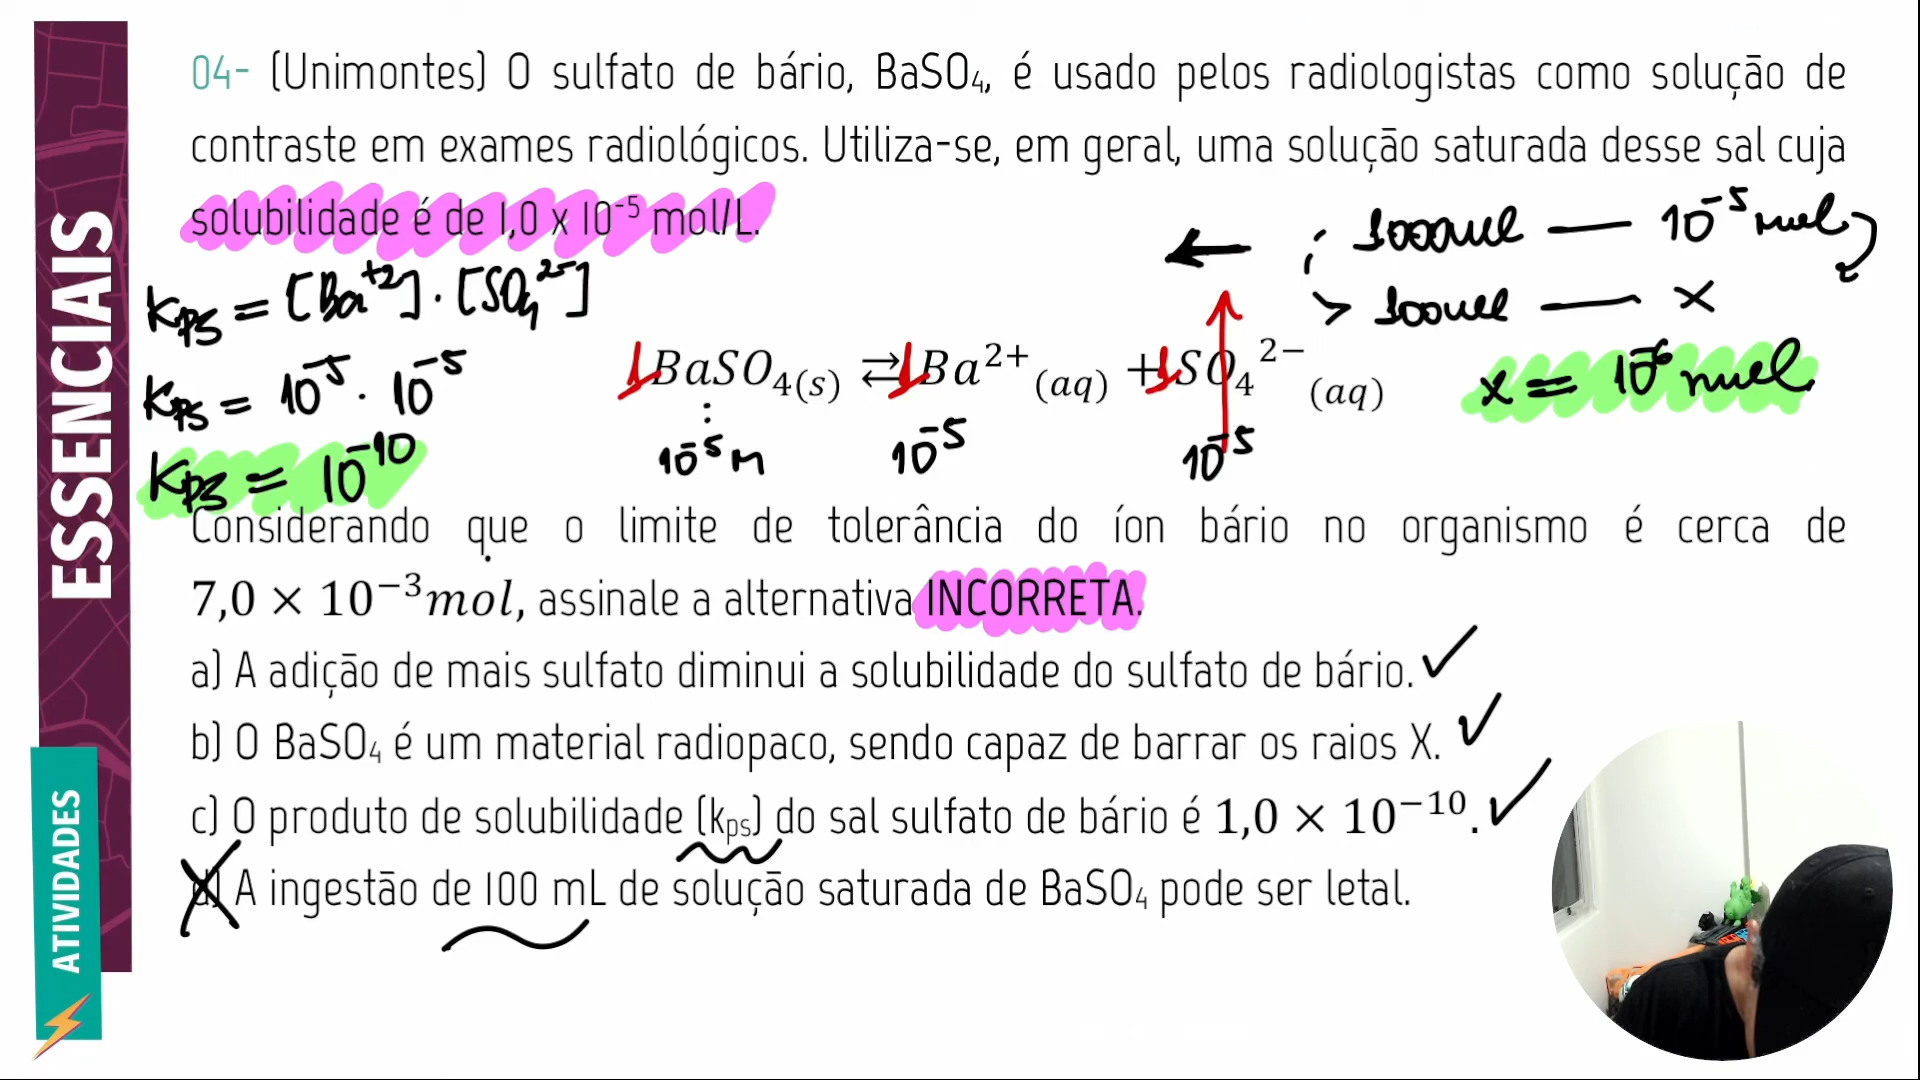 ESSENCIAIS
ATIVIDADES
04- (Unimontes) O sulfato de bário, BaSO₄, é usado pelos radiologistas como solução de
contraste em exames radiológicos. Utiliza-se, em geral, uma solução saturada desse sal cuja
solubilidade é de 1,0 x 10⁻⁵ mol/L.
1000mL — 10⁻⁵ mol
100mL — X
x = 10⁻⁶ mol
Kps = [Ba⁺²] . [SO₄²⁻]
Kps = 10⁻⁵ . 10⁻⁵
Kps = 10⁻¹⁰
1 BaSO₄(s) ⇄ 1 Ba²⁺(aq) + 1 SO₄²⁻(aq)
10⁻⁵ M 10⁻⁵ 10⁻⁵
Considerando que o limite de tolerância do íon bário no organismo é cerca de
7,0 × 10⁻³mol, assinale a alternativa INCORRETA.
a) A adição de mais sulfato diminui a solubilidade do sulfato de bário.
b) O BaSO₄ é um material radiopaco, sendo capaz de barrar os raios X.
c) O produto de solubilidade (kps) do sal sulfato de bário é 1,0 × 10⁻¹⁰.
d) A ingestão de 100 mL de solução saturada de BaSO₄ pode ser letal.